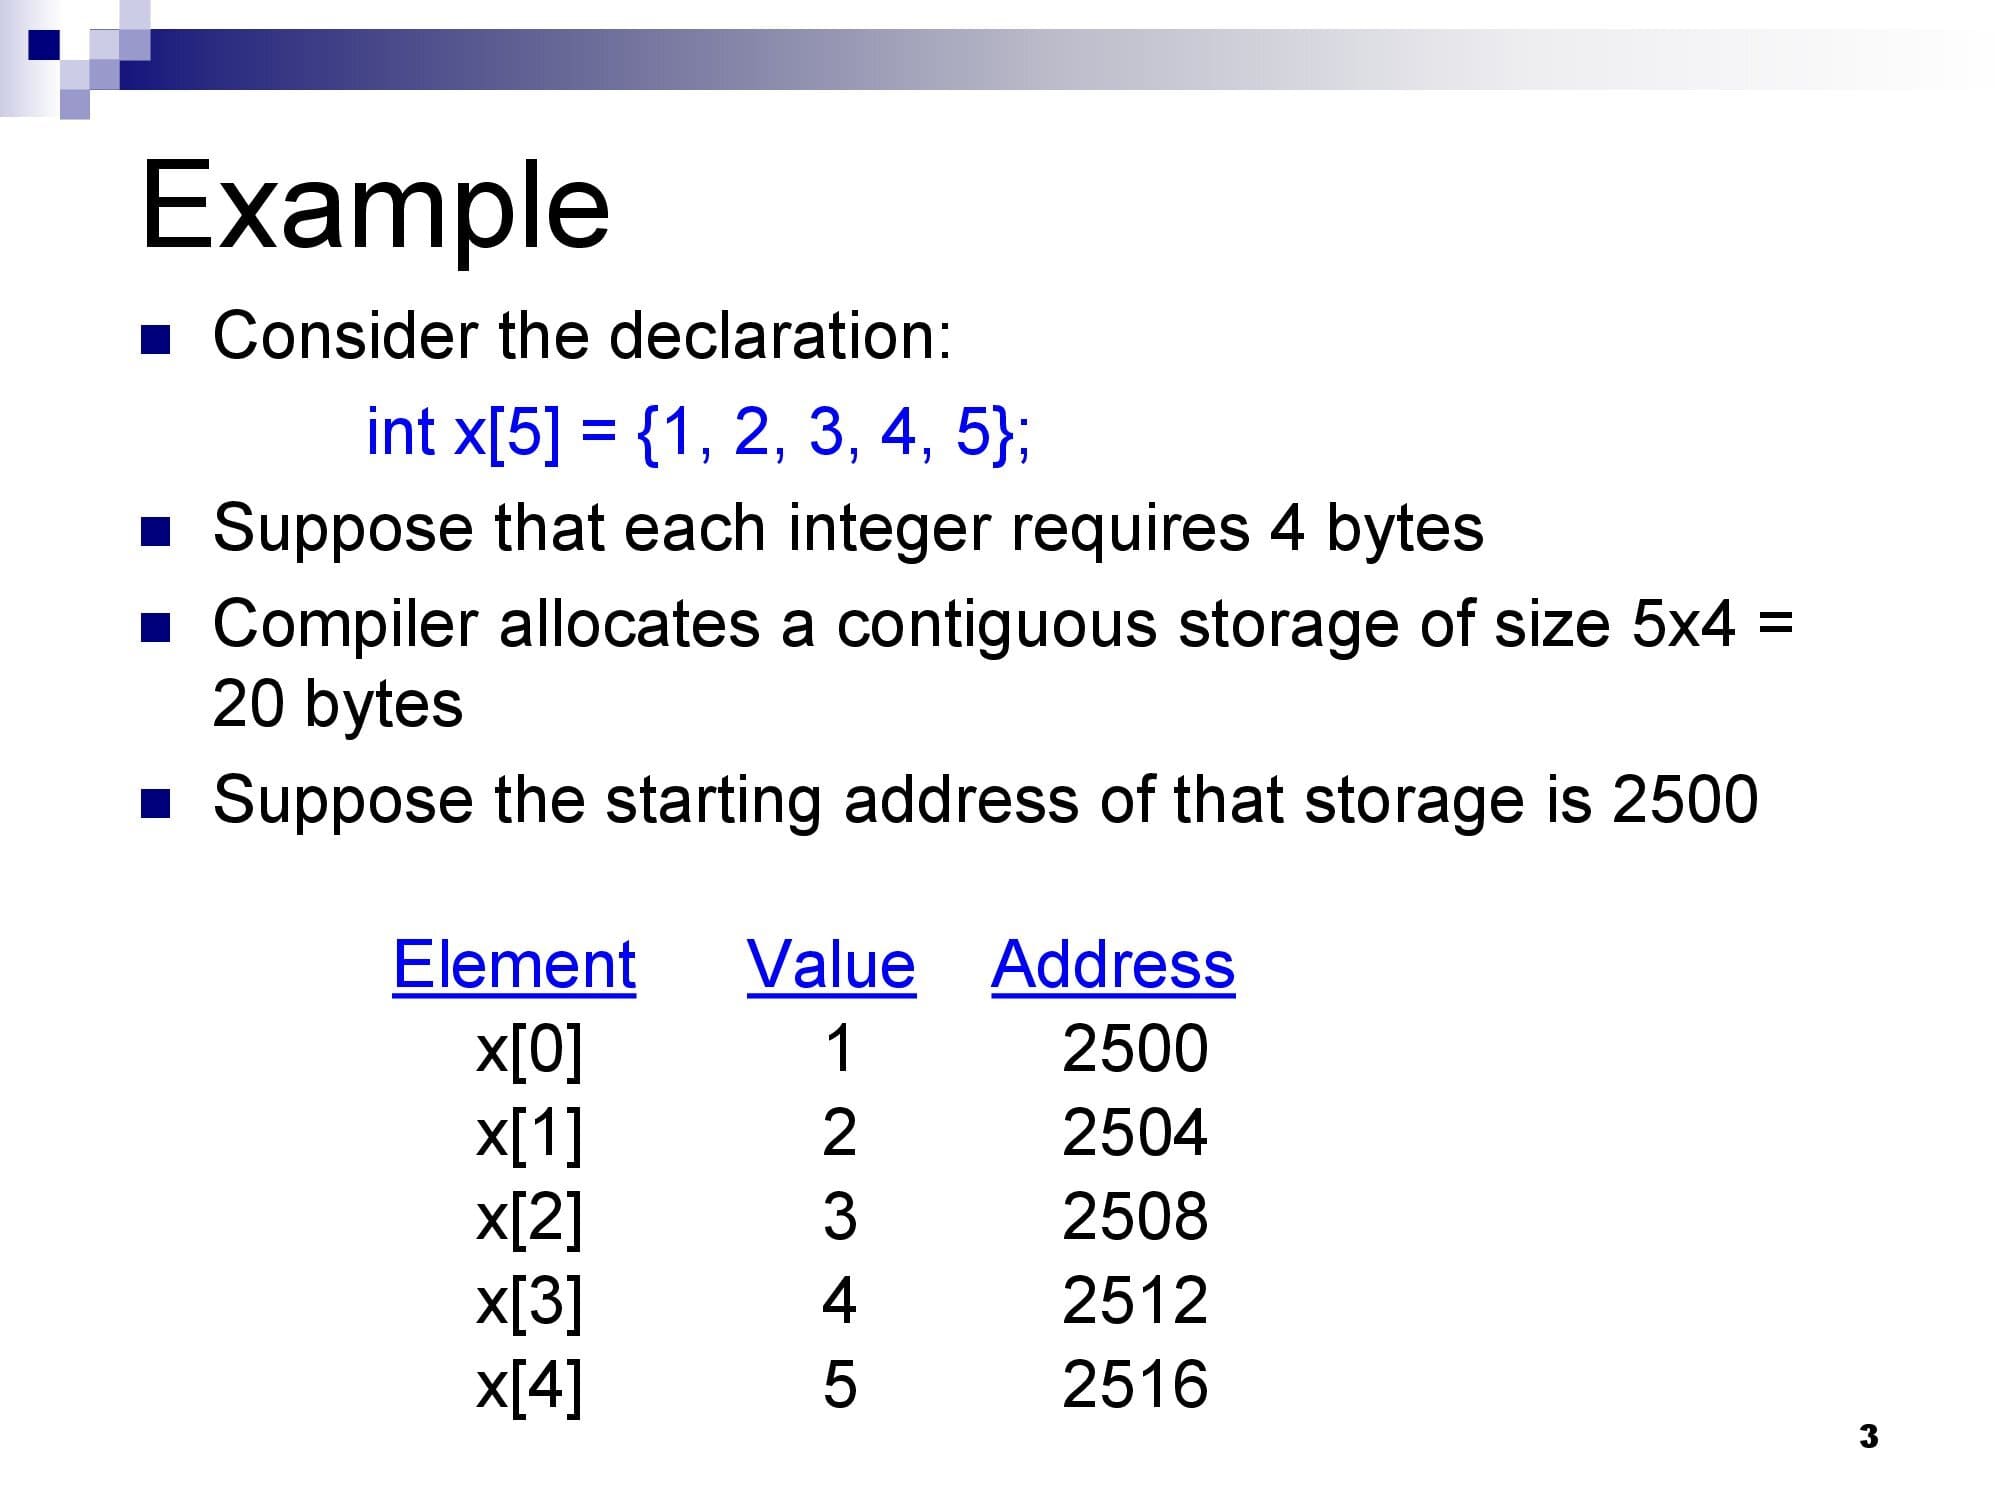 Example
Consider the declaration:
int x[5] = {1, 2, 3, 4, 5};
Suppose that each integer requires 4 bytes
Compiler allocates a contiguous storage of size 5x4 =
20 bytes
Suppose the starting address of that storage is 2500
Element Value Address
x[0] 1 2500
x[1] 2 2504
x[2] 3 2508
x[3] 4 2512
x[4] 5 2516
3